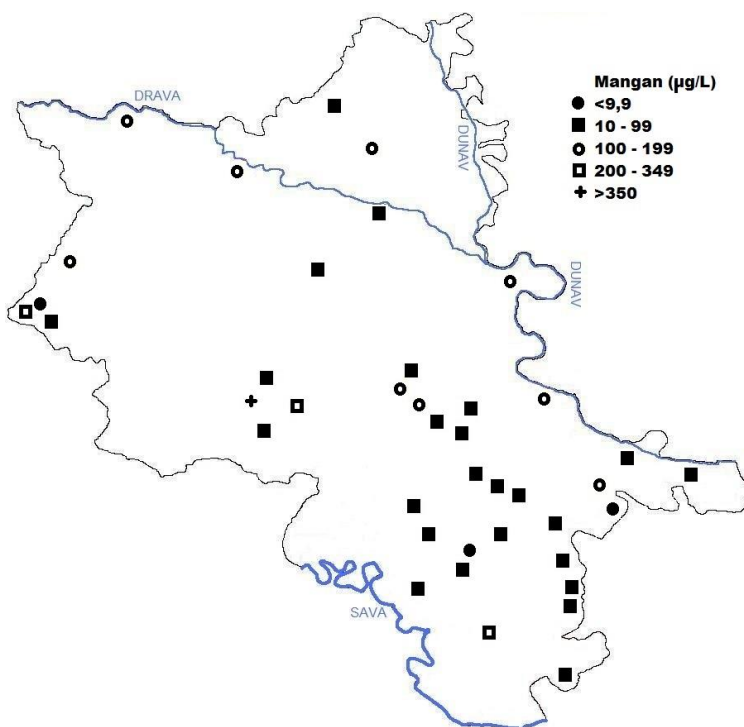 DRAVA
DUNAV
DUNAV
SAVA
Mangan (µg/L)
<9,9
10 - 99
100 - 199
200 - 349
>350